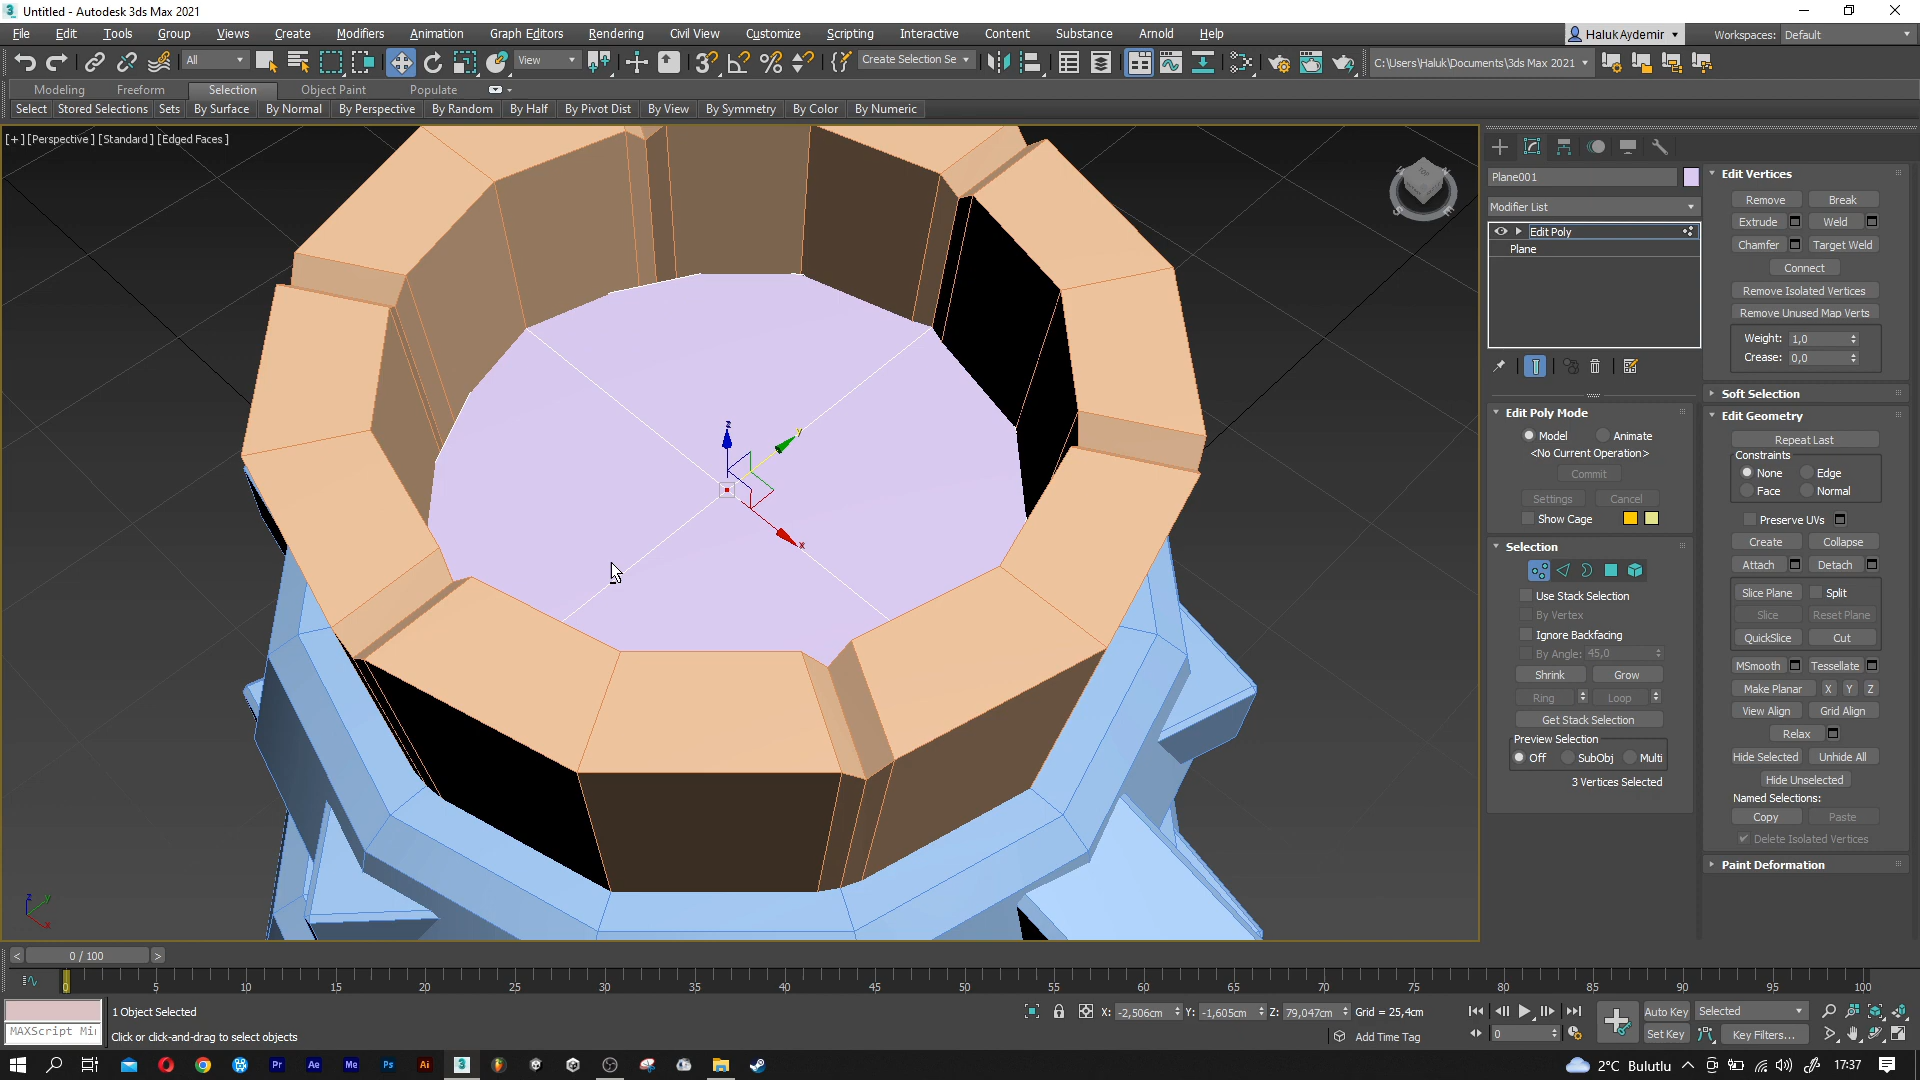 Untitled - Autodesk 3ds Max 2021
File Edit Tools Group Views Create Modifiers Animation Graph Editors Rendering Civil View Customize Scripting Interactive Content Substance Arnold Help Haluk Aydemir Workspaces: Default
All View Create Selection Se C:\Users\Haluk\Documents\3ds Max 2021
Modeling Freeform Selection Object Paint Populate
Select Stored Selections Sets By Surface By Normal By Perspective By Random By Half By Pivot Dist By View By Symmetry By Color By Numeric
[+] [Perspective] [Standard] [Edged Faces]
Plane001
Modifier List
Edit Poly
Plane
Edit Poly Mode
Model Animate
<No Current Operation>
Commit
Settings Cancel
Show Cage
Selection
Use Stack Selection
By Vertex
Ignore Backfacing
By Angle: 45,0
Shrink Grow
Ring Loop
Get Stack Selection
Preview Selection
Off SubObj Multi
3 Vertices Selected
Edit Vertices
Remove Break
Extrude Weld
Chamfer Target Weld
Connect
Remove Isolated Vertices
Remove Unused Map Verts
Weight: 1,0
Crease: 0,0
Soft Selection
Edit Geometry
Repeat Last
Constraints
None Edge
Face Normal
Preserve UVs
Create Collapse
Attach Detach
Slice Plane Split
Slice Reset Plane
QuickSlice Cut
MSmooth Tessellate
Make Planar X Y Z
View Align Grid Align
Relax
Hide Selected Unhide All
Hide Unselected
Named Selections:
Copy Paste
Delete Isolated Vertices
Paint Deformation
z
y
x
z
y
x
< 0 / 100 >
0 5 10 15 20 25 30 35 40 45 50 55 60 65 70 75 80 85 90 95 100
1 Object Selected X: -2,506cm Y: -1,605cm Z: 79,047cm Grid = 25,4cm Auto Key Selected
MAXScript Mi Click or click-and-drag to select objects Add Time Tag 0 Set Key Key Filters...
Pr Ae Me Ps Ai 3 2°C Bulutlu 17:37